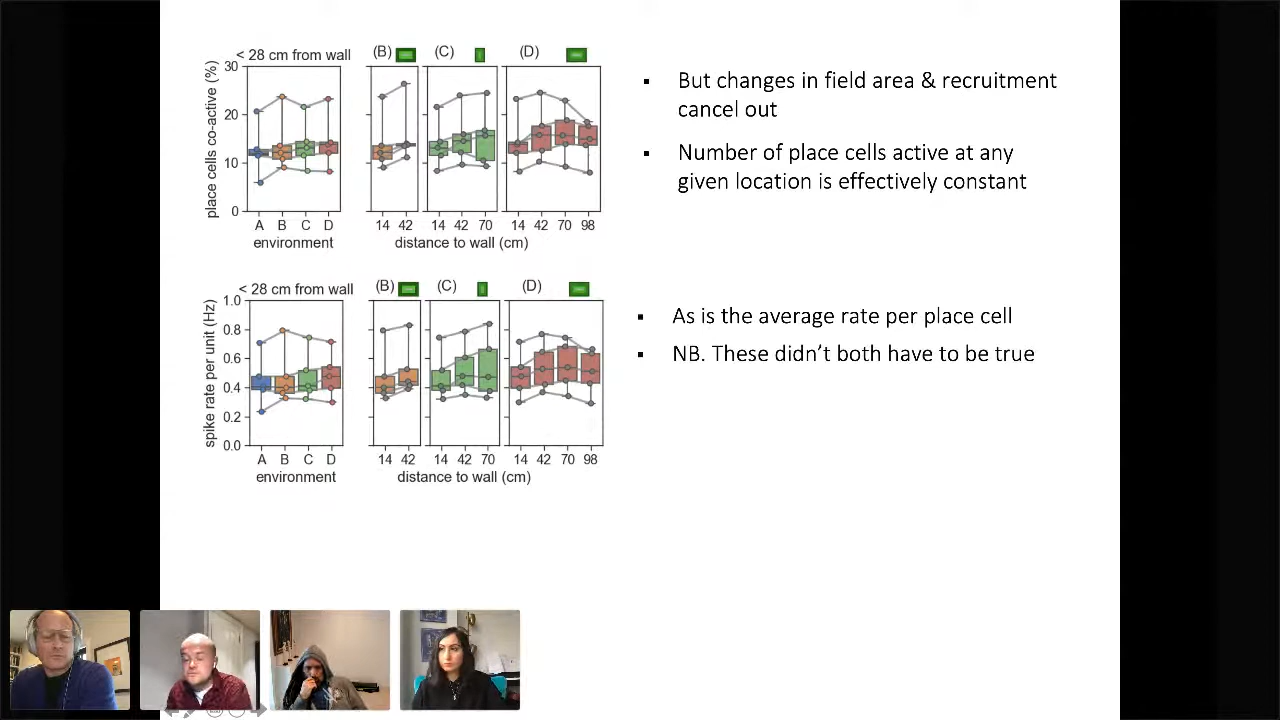 < 28 cm from wall
(B)
(C)
(D)
place cells co-active (%)
30
20
10
0
A B C D
environment
14 42
14 42 70
14 42 70 98
distance to wall (cm)
▪ But changes in field area & recruitment
cancel out
▪ Number of place cells active at any
given location is effectively constant
< 28 cm from wall
(B)
(C)
(D)
spike rate per unit (Hz)
1.0
0.8
0.6
0.4
0.2
0.0
A B C D
environment
14 42
14 42 70
14 42 70 98
distance to wall (cm)
▪ As is the average rate per place cell
▪ NB. These didn't both have to be true